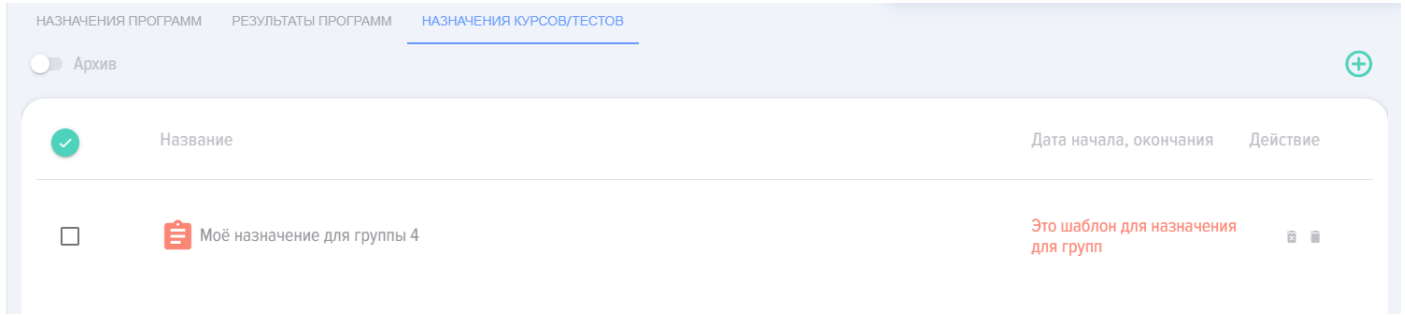 НАЗНАЧЕНИЯ ПРОГРАММ РЕЗУЛЬТАТЫ ПРОГРАММ НАЗНАЧЕНИЯ КУРСОВ/ТЕСТОВ
Архив
Название Дата начала, окончания Действие
Моё назначение для группы 4
Это шаблон для назначения
для групп